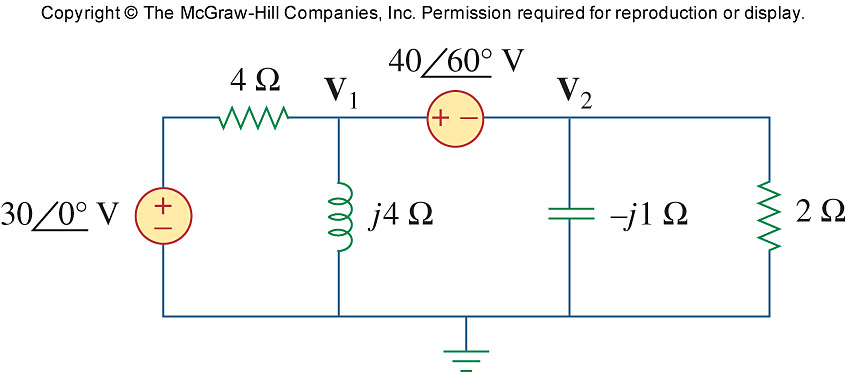 Copyright © The McGraw-Hill Companies, Inc. Permission required for reproduction or display.
40∠60° V
4 Ω
V₁
V₂
+ −
30∠0° V
+
−
j4 Ω
–j1 Ω
2 Ω